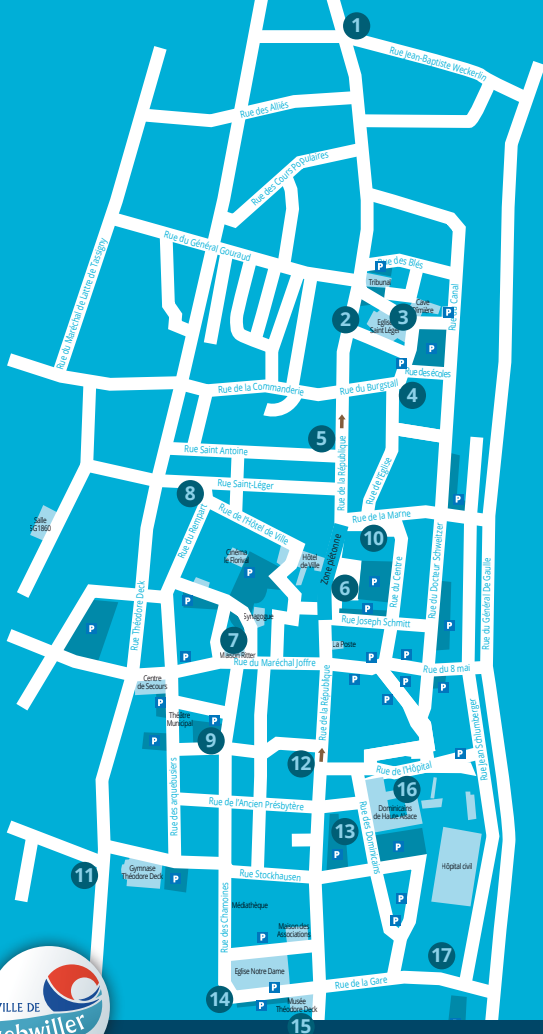 1
Rue Jean-Baptiste Weckerlin
Rue des Alliés
Rue des Cours Populaires
Rue du Général Gouraud
Rue du Maréchal de Lattre de Tassigny
Rue des Blés
P
Tribunal
Rue du Canal
Cave
Dîmière
P
2
3
Eglise
Saint Léger
P
P
Rue des écoles
Rue de la Commanderie
Rue du Burgstall
4
5
Rue de la République
Rue Saint Antoine
Rue de l'Eglise
Rue Saint-Léger
8
P
Rue du Rempart
Rue de l'Hôtel de Ville
Rue de la Marne
Salle
SG1860
10
Zone piétonne
Cinéma
le Florival
P
Hôtel
de Ville
Rue du Centre
Rue du Docteur Schweitzer
Rue du Général De Gaulle
6
P
P
P
Rue Théodore Deck
Synagogue
P
Rue Joseph Schmitt
P
7
La Poste
Maison Ritter
P
P
P
Rue du Maréchal Joffre
Rue du 8 mai
Centre
de Secours
P
P
P
P
Rue de la République
P
Théâtre
Municipal
P
9
P
Rue Jean Schlumberger
12
P
Rue de l'Hôpital
Rue des arquebusiers
16
Rue de l'Ancien Presbytère
Dominicains
de Haute Alsace
Rue des Dominicains
13
P
P
Hôpital civil
11
Gymnase
Théodore Deck
P
Rue Stockhausen
Rue des Chamoines
Médiathèque
P
P
Maison des
Associations
P
17
Eglise Notre Dame
P
Rue de la Gare
14
P
Musée
Théodore Deck
15
VILLE DE